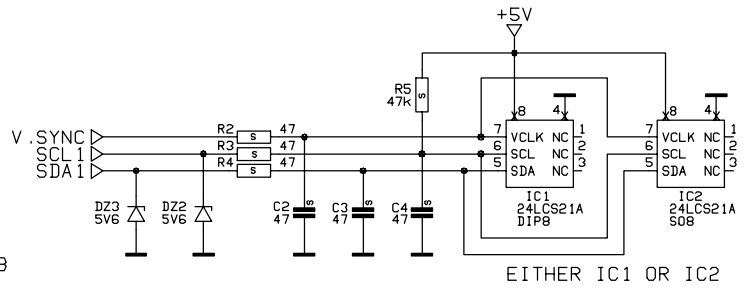 +5V
R5
47k
S
8
4
8
4
V.SYNC
R2
S
47
7
VCLK
NC
1
7
VCLK
NC
1
SCL1
R3
S
47
6
SCL
NC
2
6
SCL
NC
2
SDA1
R4
S
47
5
SDA
NC
3
5
SDA
NC
3
DZ3
5V6
DZ2
5V6
C2
47
S
C3
47
S
C4
47
S
IC1
24LCS21A
DIP8
IC2
24LCS21A
SO8
B
EITHER IC1 OR IC2